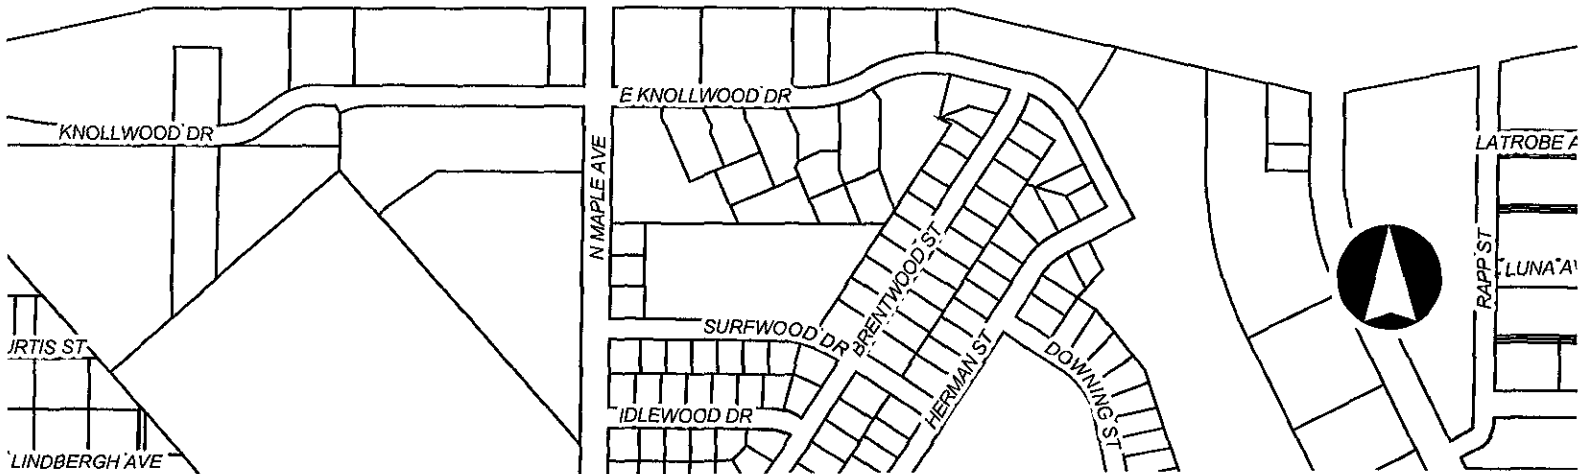 E KNOLLWOOD DR
KNOLLWOOD DR
LATROBE A
N MAPLE AVE
BRENTWOOD ST
RAPP ST
LUNA AV
SURFWOOD DR
URTIS ST
HERMAN ST
DOWNING ST
IDLEWOOD DR
LINDBERGH AVE